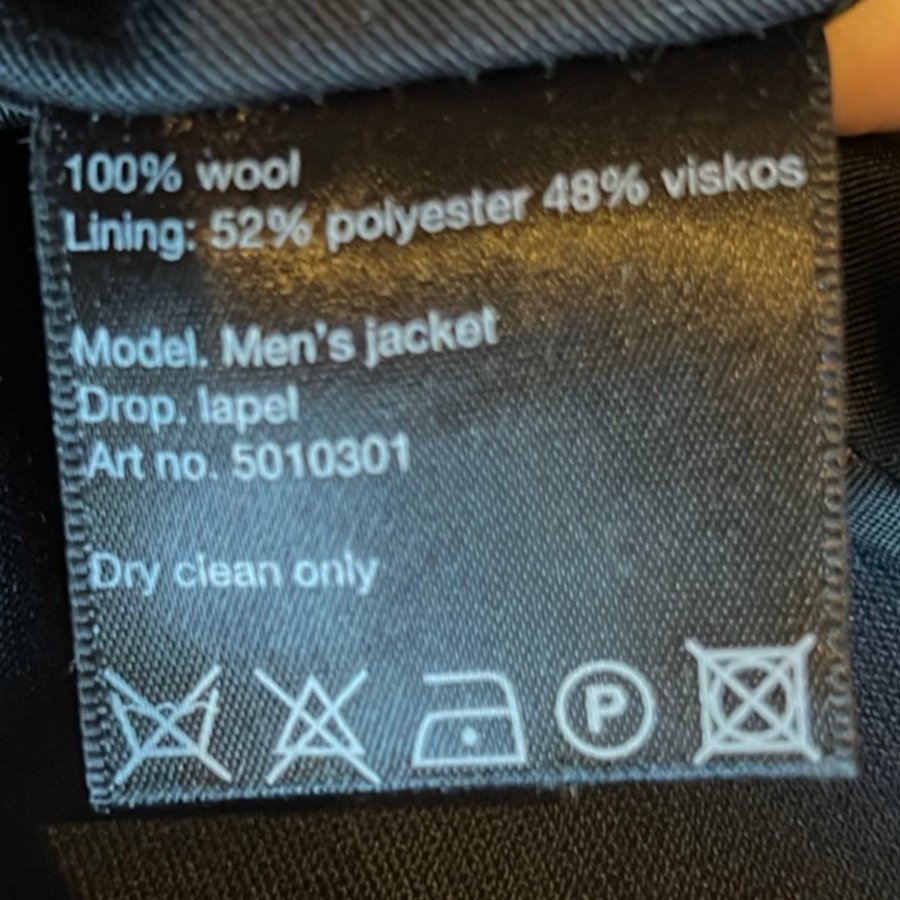 100% wool
Lining: 52% polyester 48% viskos
Model. Men's jacket
Drop. lapel
Art no. 5010301
Dry clean only
P